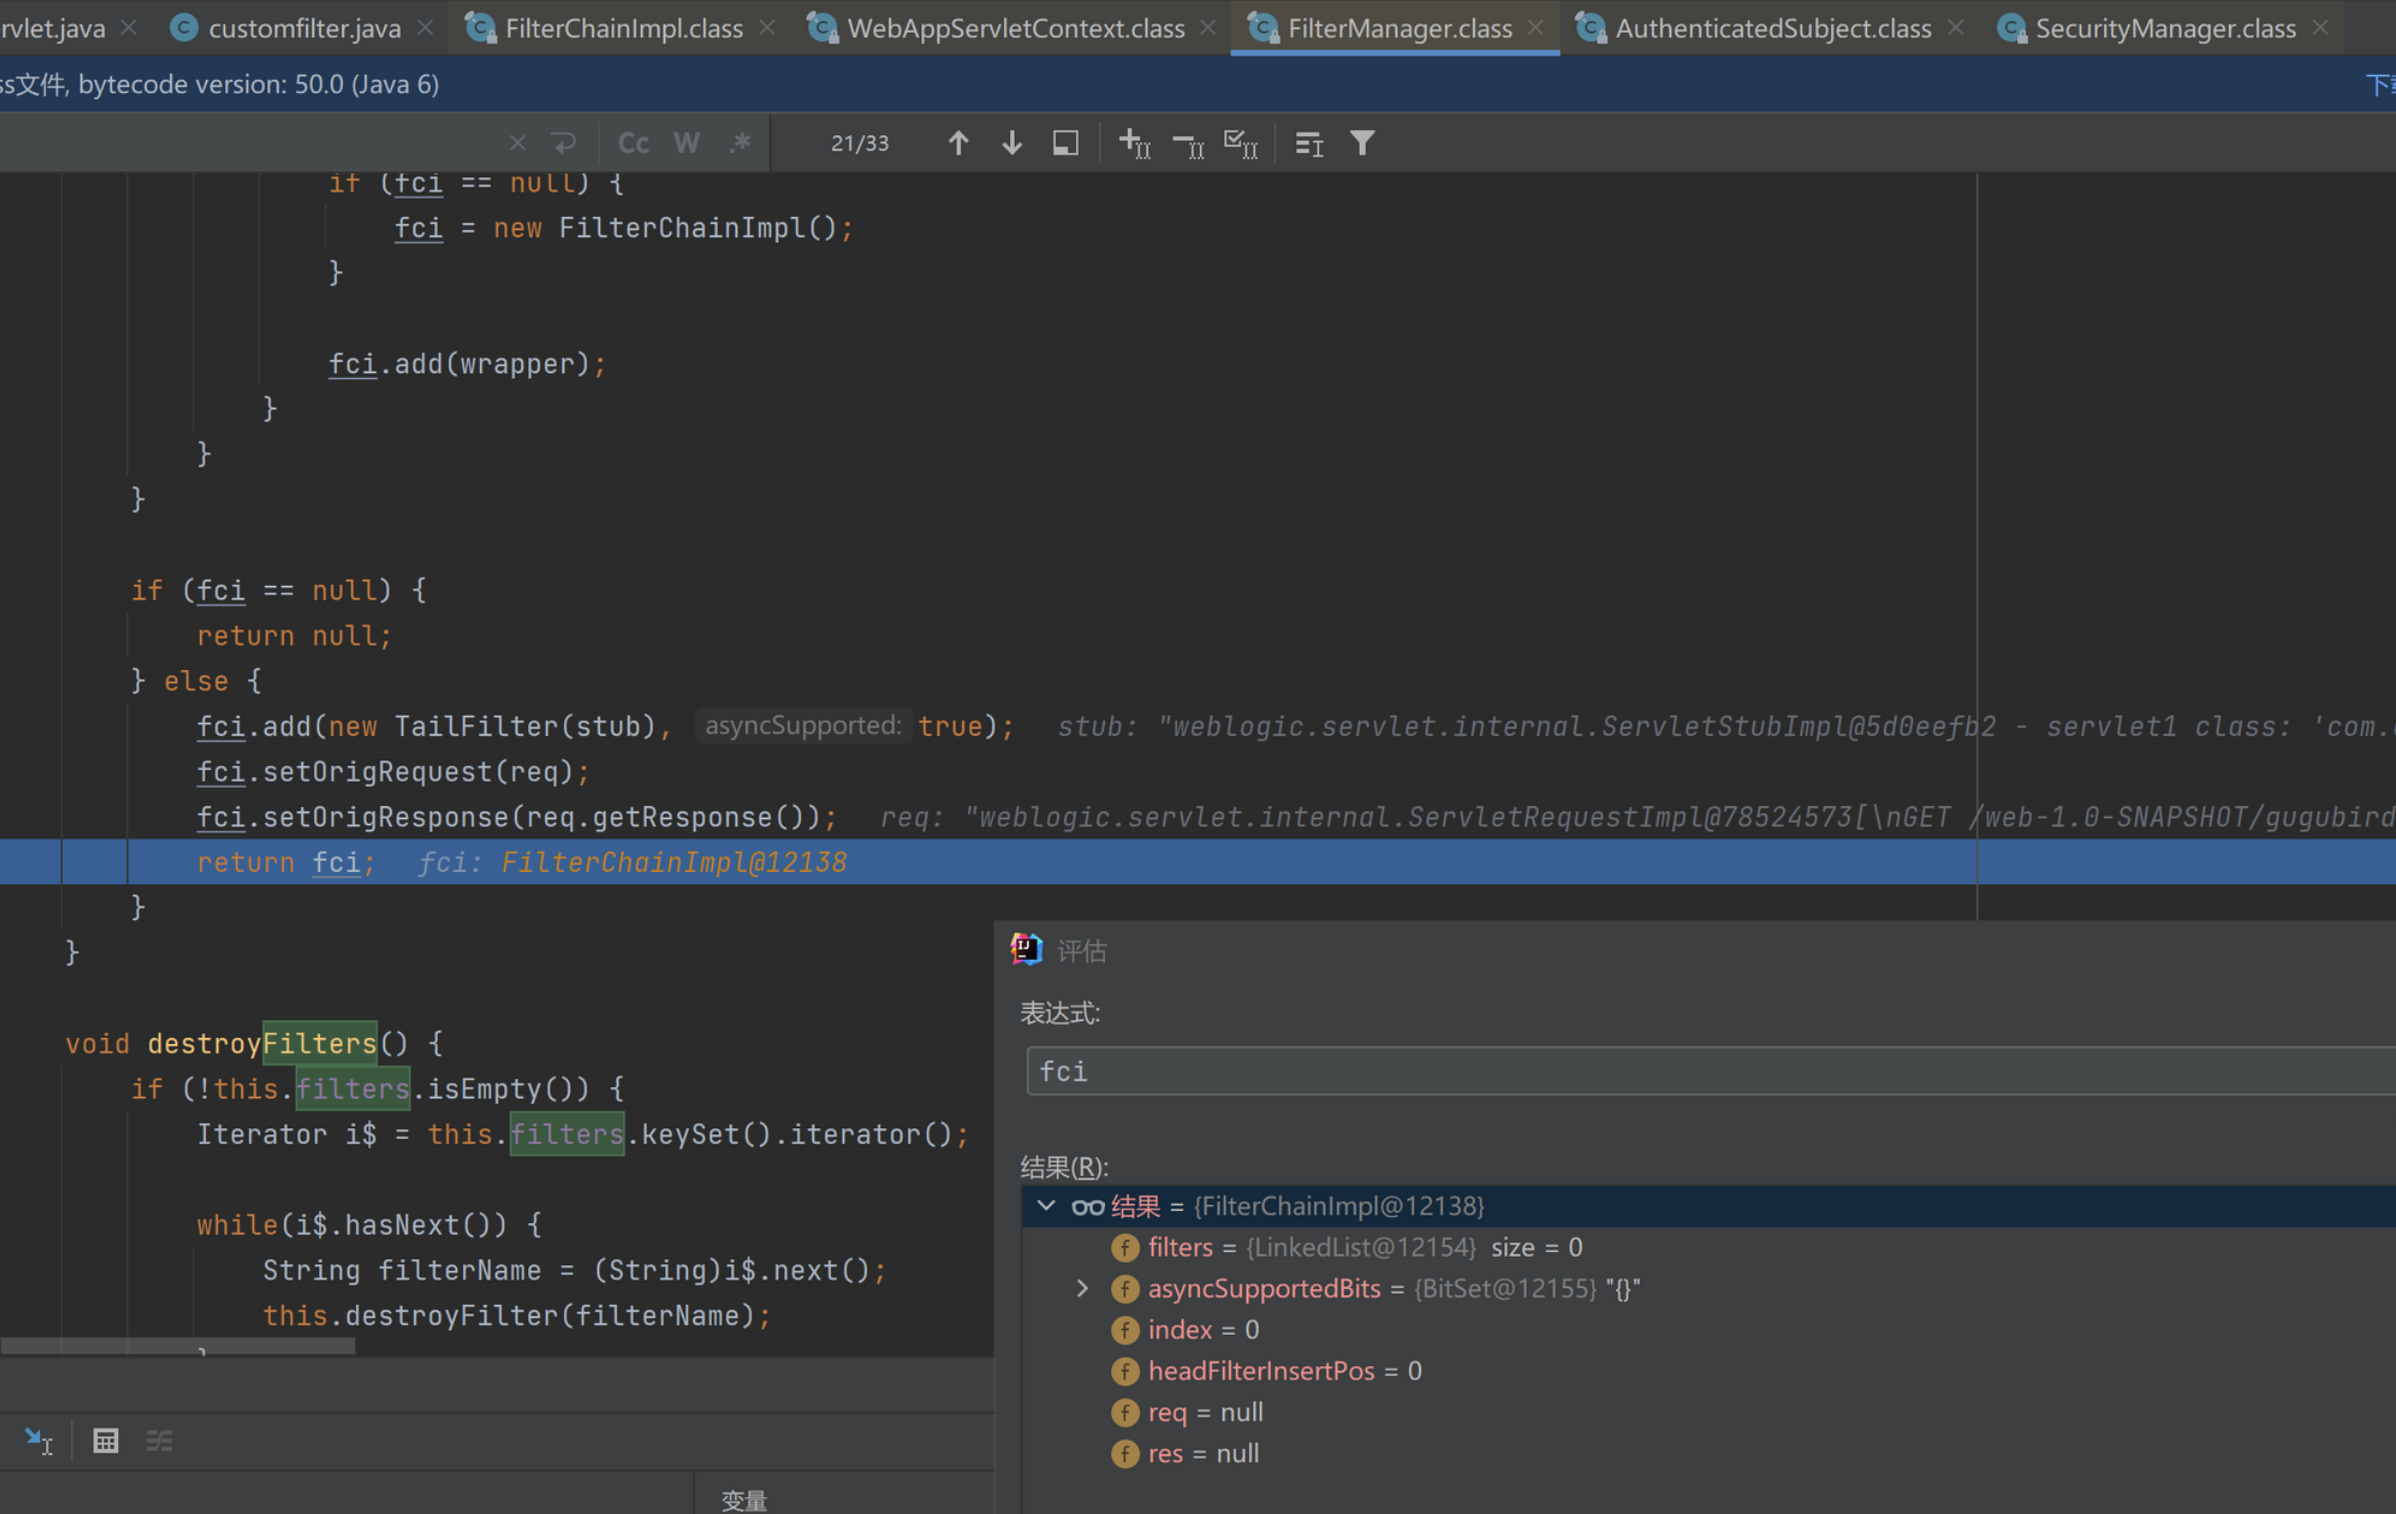 rvlet.java customfilter.java FilterChainImpl.class WebAppServletContext.class FilterManager.class AuthenticatedSubject.class SecurityManager.class
ss文件, bytecode version: 50.0 (Java 6)
Cc W .* 21/33
if (fci == null) {
fci = new FilterChainImpl();
}
fci.add(wrapper);
}
}
}
if (fci == null) {
return null;
} else {
fci.add(new TailFilter(stub), asyncSupported: true); stub: "weblogic.servlet.internal.ServletStubImpl@5d0eefb2 - servlet1 class: 'com.
fci.setOrigRequest(req);
fci.setOrigResponse(req.getResponse()); req: "weblogic.servlet.internal.ServletRequestImpl@78524573[\nGET /web-1.0-SNAPSHOT/gugubird
return fci; fci: FilterChainImpl@12138
}
}
void destroyFilters() {
if (!this.filters.isEmpty()) {
Iterator i$ = this.filters.keySet().iterator();
while(i$.hasNext()) {
String filterName = (String)i$.next();
this.destroyFilter(filterName);
评估
表达式:
fci
结果(R):
结果 = {FilterChainImpl@12138}
filters = {LinkedList@12154} size = 0
asyncSupportedBits = {BitSet@12155} "{}"
index = 0
headFilterInsertPos = 0
req = null
res = null
变量